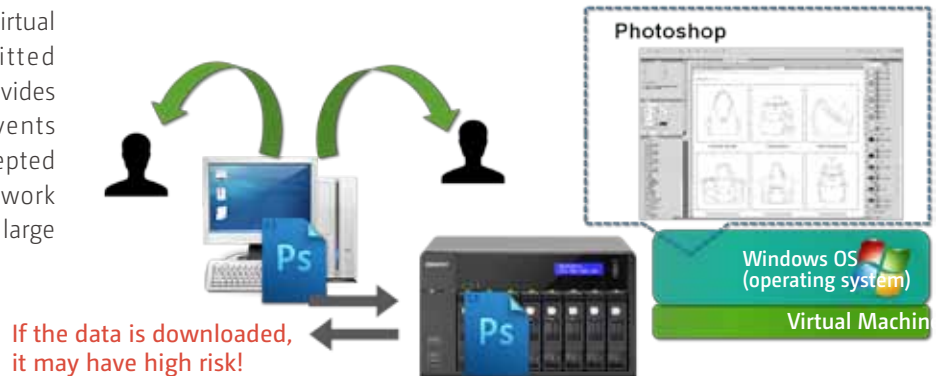 irtual
itted
vides
vents
epted
work
large
Photoshop
Ps
Ps
Windows OS
(operating system)
Virtual Machin
If the data is downloaded,
it may have high risk!